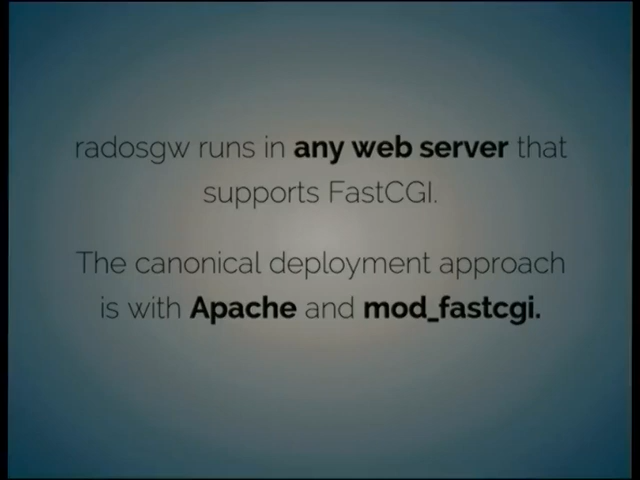 radosgw runs in any web server that
supports FastCGI.
The canonical deployment approach
is with Apache and mod_fastcgi.